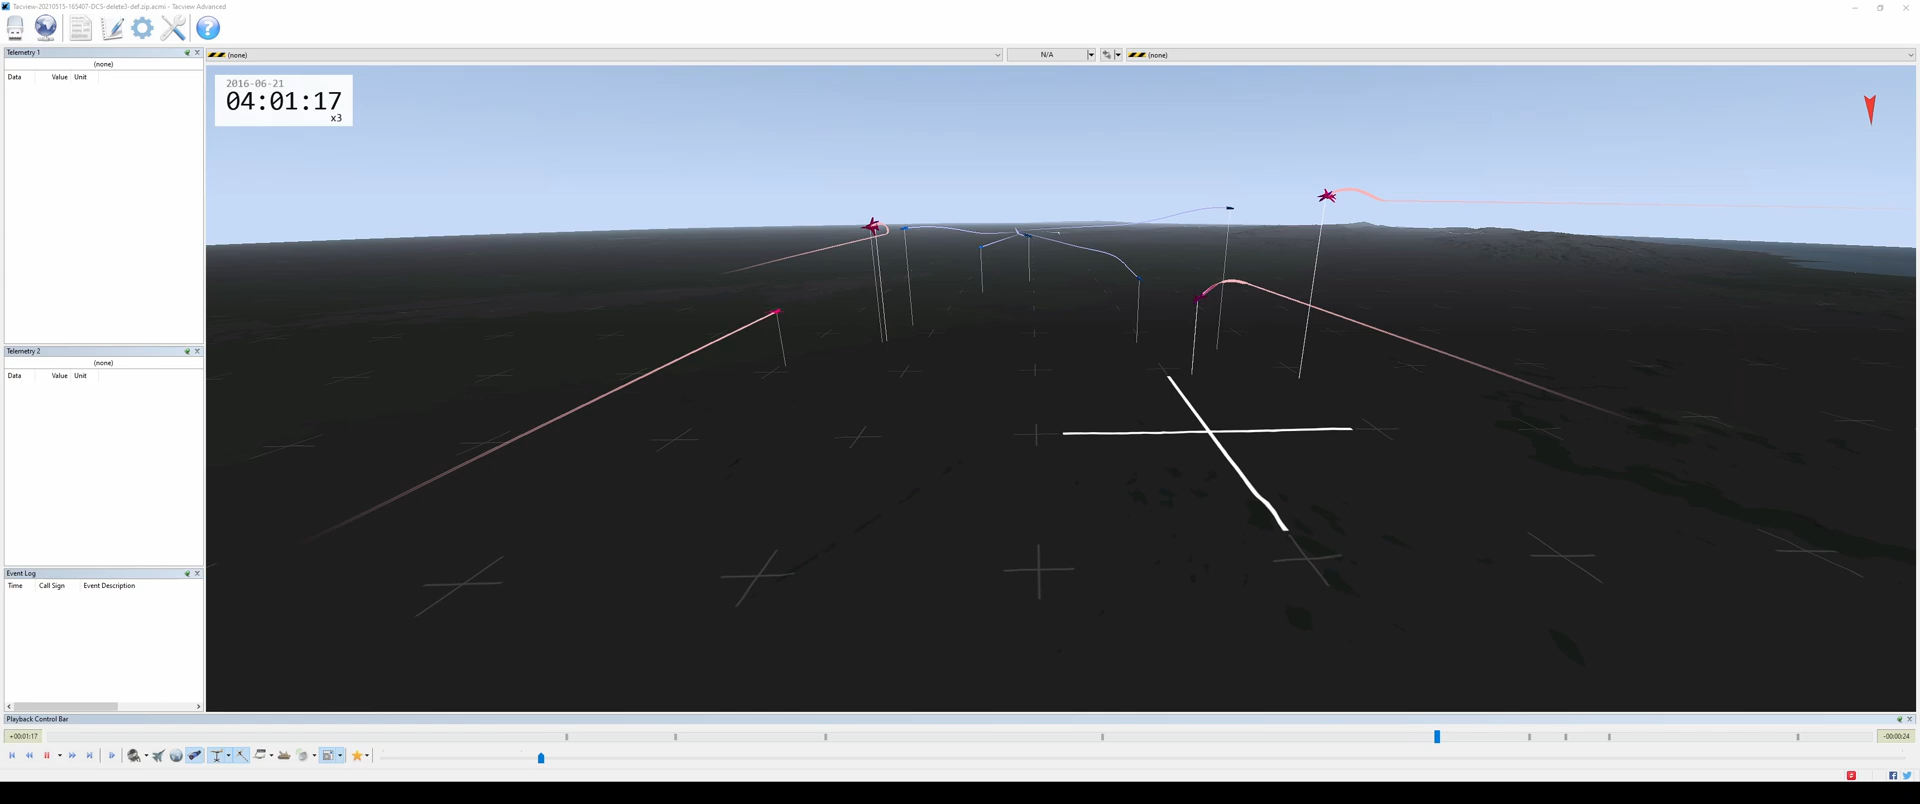 Tacview-20210515-165407-DCS-delete3-def.zip.acmi - Tacview Advanced
Telemetry 1
(none)
Data Value Unit
(none)
N/A
(none)
2016-06-21
04:01:17
x3
Telemetry 2
(none)
Data Value Unit
Event Log
Time Call Sign Event Description
Playback Control Bar
+00:01:17
-00:00:24